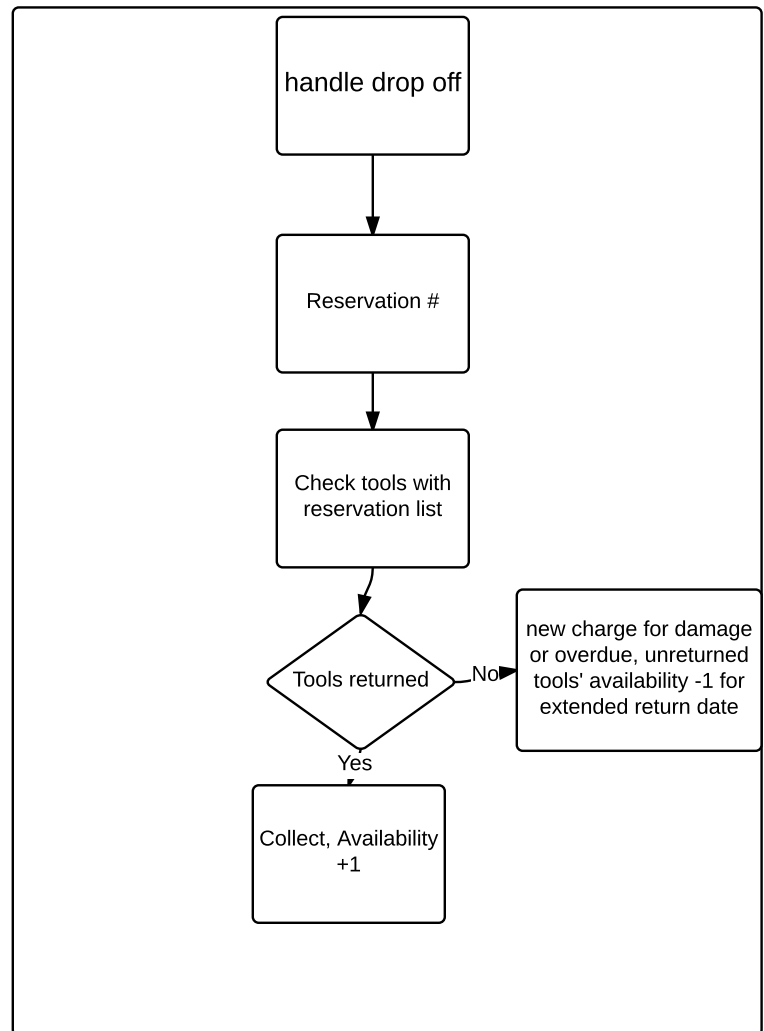 handle drop off
Reservation #
Check tools with
reservation list
Tools returned
No
new charge for damage
or overdue, unreturned
tools' availability -1 for
extended return date
Yes
Collect, Availability
+1